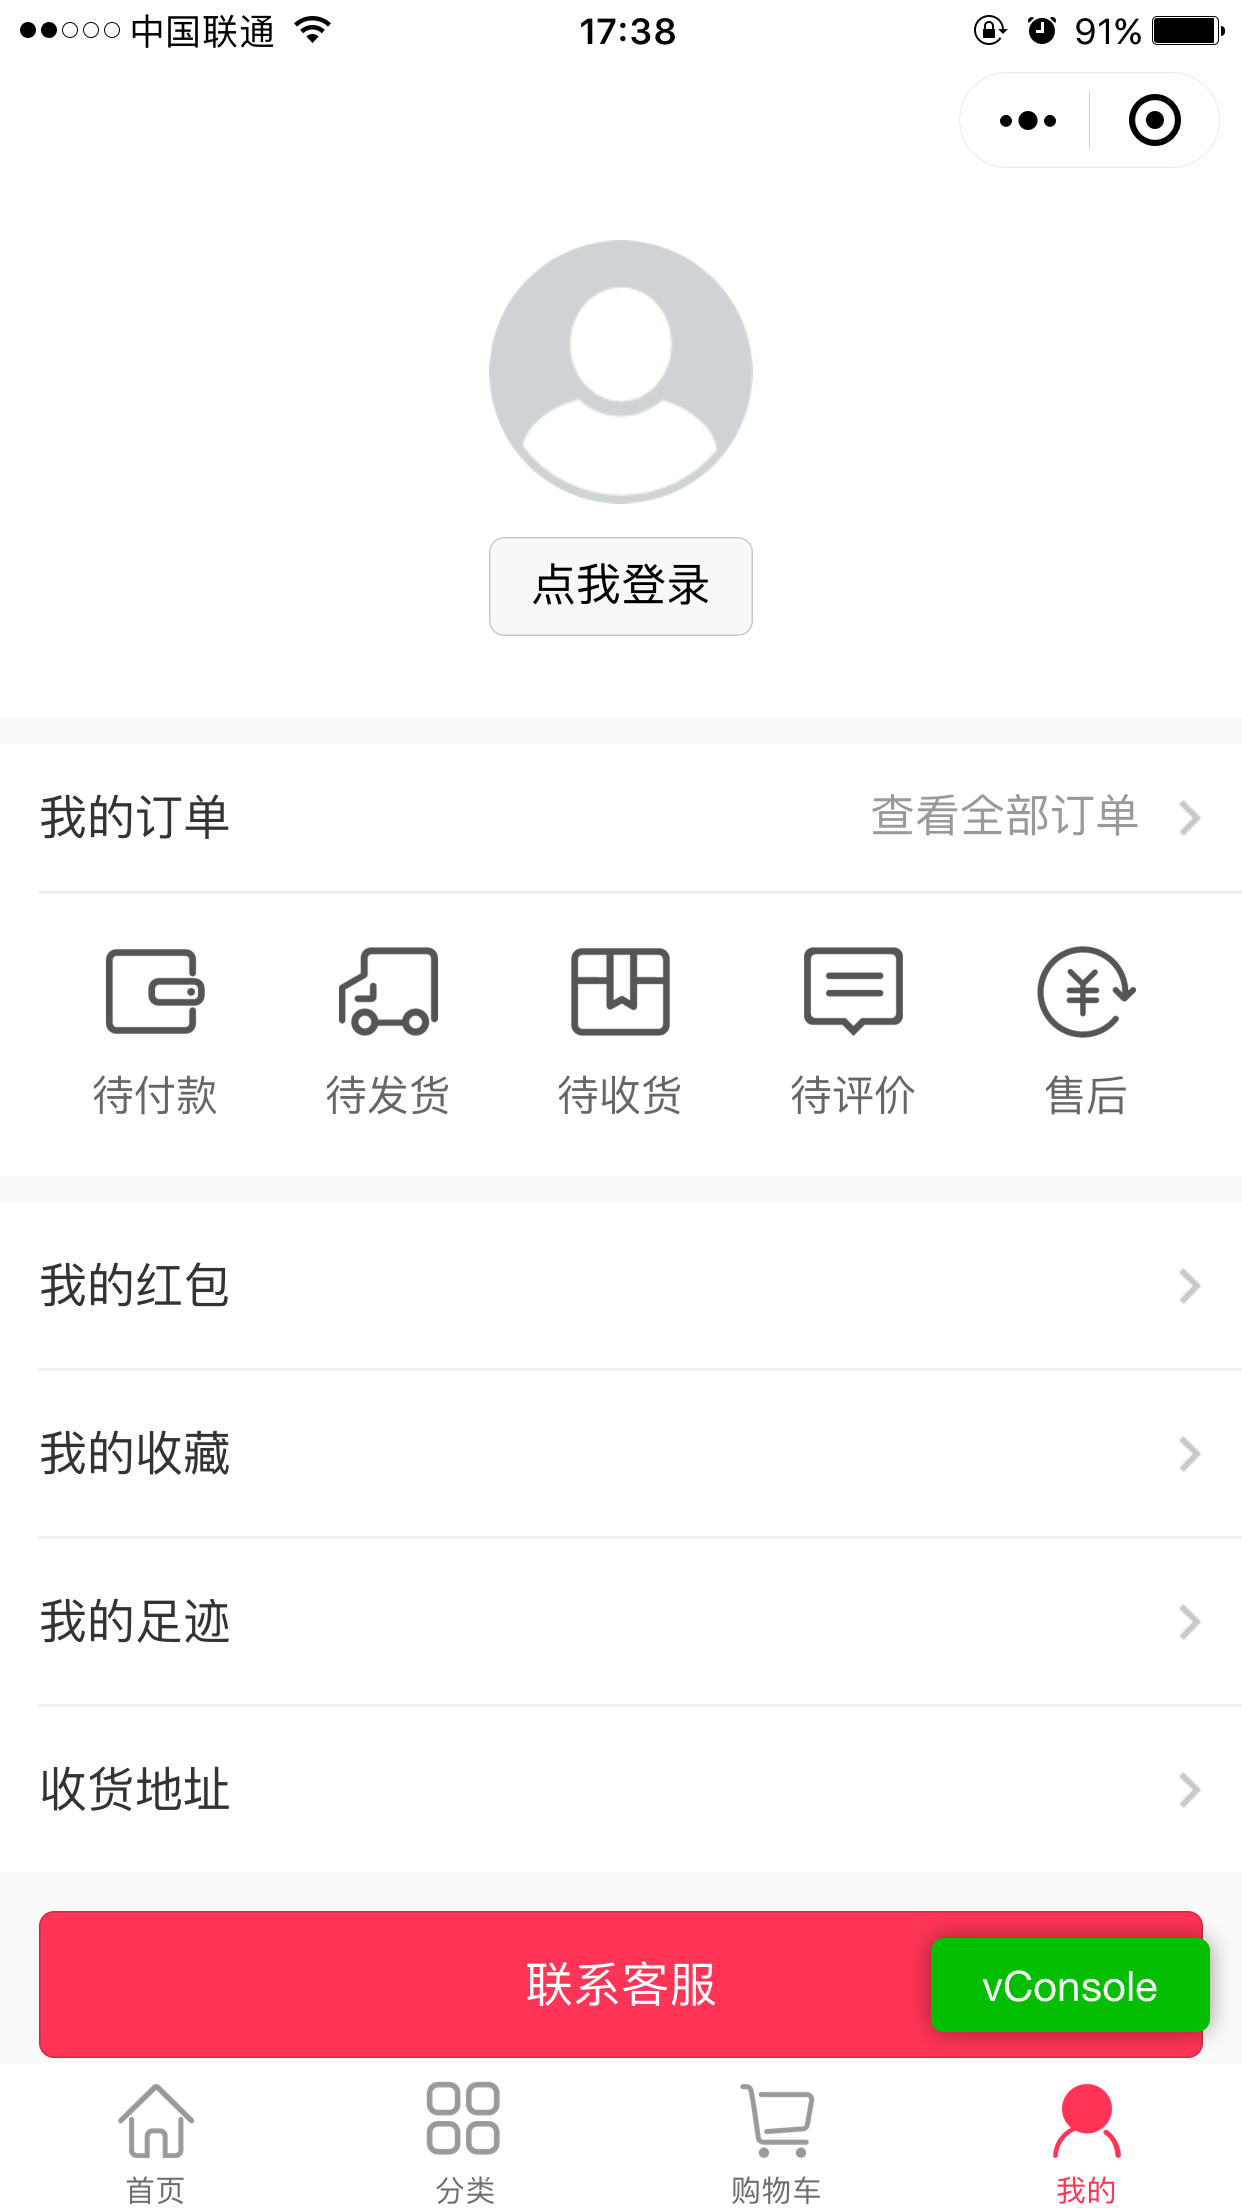 中国联通 17:38 91%
点我登录
我的订单 查看全部订单
待付款 待发货 待收货 待评价 售后
我的红包
我的收藏
我的足迹
收货地址
联系客服 vConsole
首页 分类 购物车 我的